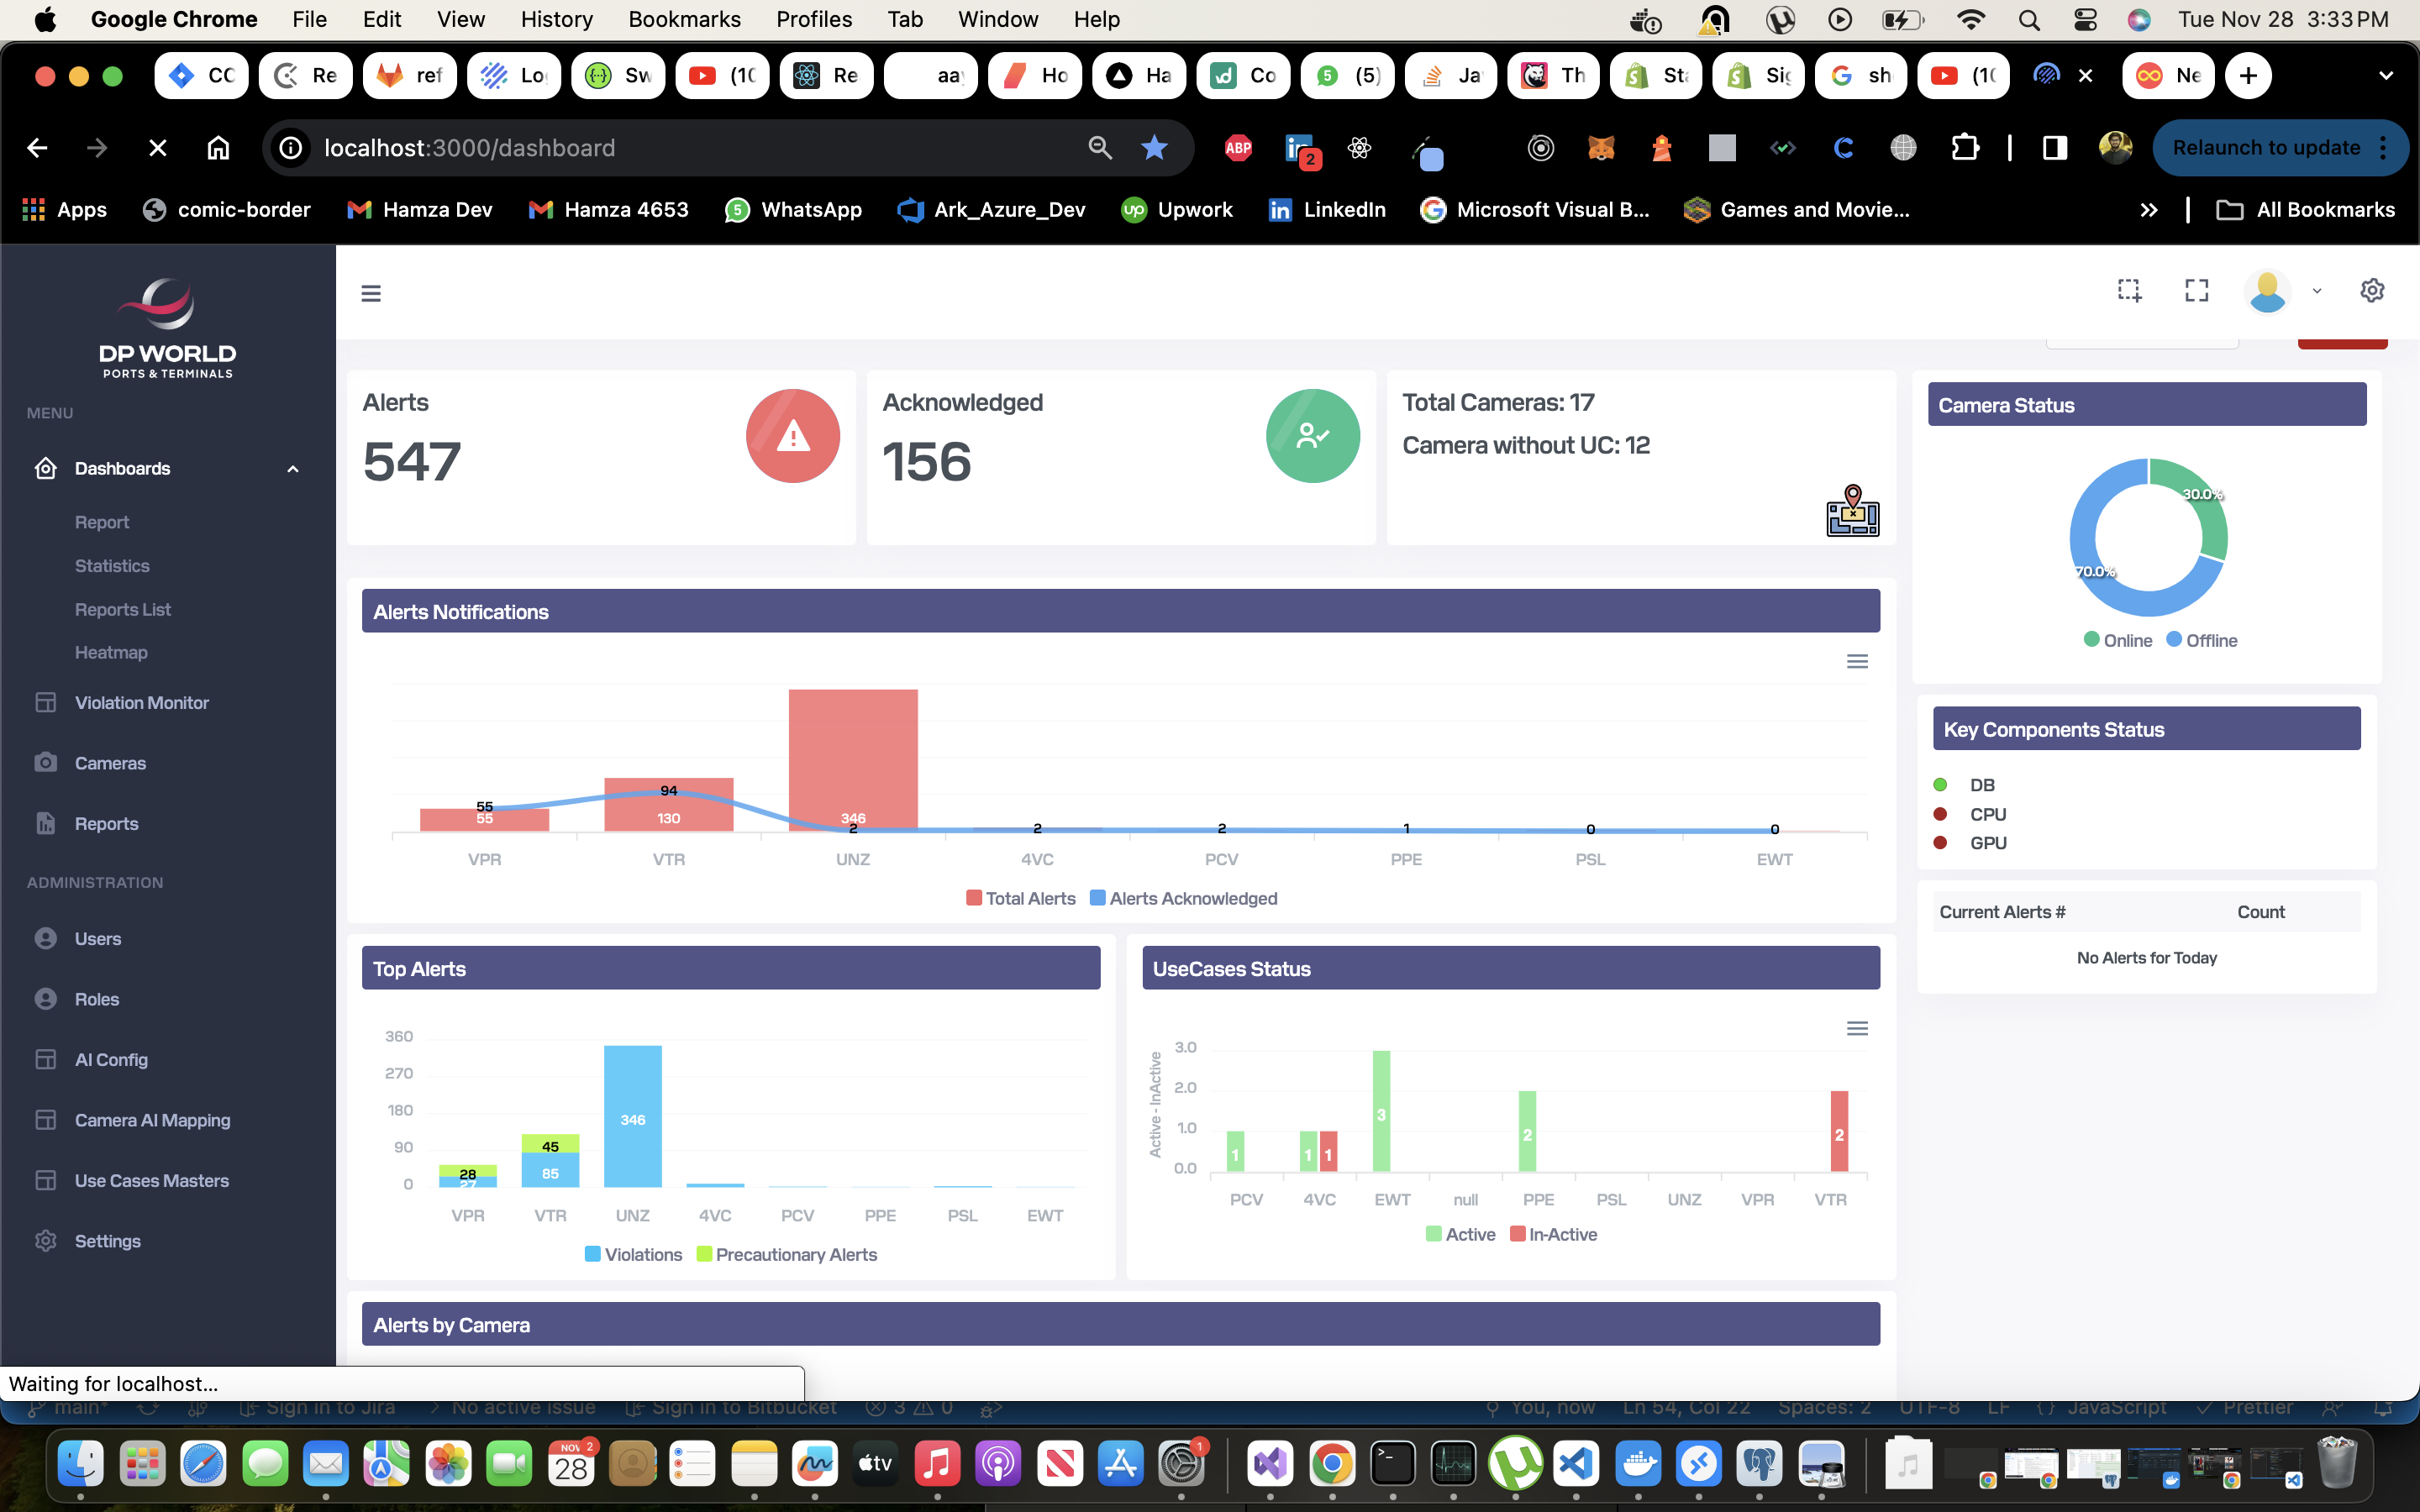 Google Chrome File Edit View History Bookmarks Profiles Tab Window Help Tue Nov 28 3:33 PM
CC Re ref Lo Sw (10 Re aa Ho Ha Co (5) Ja Th St Si sh (10 Ne
localhost:3000/dashboard ABP 2 Relaunch to update
Apps comic-border Hamza Dev Hamza 4653 WhatsApp Ark_Azure_Dev Upwork LinkedIn Microsoft Visual B... Games and Movie... All Bookmarks
DP WORLD
PORTS & TERMINALS
MENU
Dashboards
Report
Statistics
Reports List
Heatmap
Violation Monitor
Cameras
Reports
ADMINISTRATION
Users
Roles
AI Config
Camera AI Mapping
Use Cases Masters
Settings
Alerts
547
Acknowledged
156
Total Cameras: 17
Camera without UC: 12
Camera Status
30.0%
70.0%
Online Offline
Alerts Notifications
55 94 2 2 2 1 0 0
55 130 346
VPR VTR UNZ 4VC PCV PPE PSL EWT
Total Alerts Alerts Acknowledged
Key Components Status
DB
CPU
GPU
Current Alerts # Count
No Alerts for Today
Top Alerts
360
270
180
90
0
28 45 346
27 85
VPR VTR UNZ 4VC PCV PPE PSL EWT
Violations Precautionary Alerts
UseCases Status
Active - InActive
3.0
2.0
1.0
0.0
1 1 1 3 2 2
PCV 4VC EWT null PPE PSL UNZ VPR VTR
Active In-Active
Alerts by Camera
Waiting for localhost...
main* Sign in to Jira No active issue Sign in to Bitbucket 3 0 You, now Ln 54, Col 22 Spaces: 2 UTF-8 LF {} JavaScript Prettier
NOV 2
28
tv
1